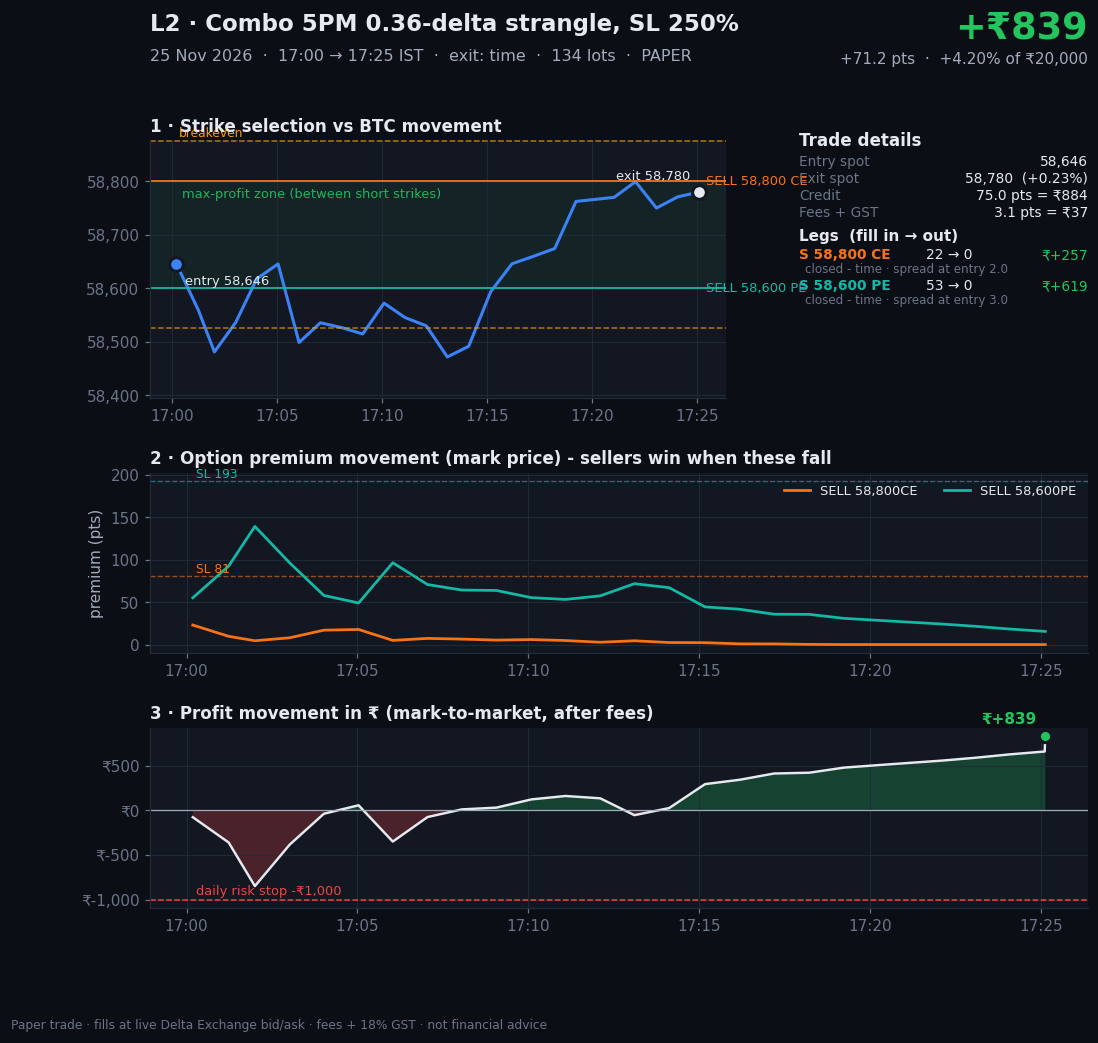 L2 · Combo 5PM 0.36-delta strangle, SL 250%
+₹839
25 Nov 2026 · 17:00 → 17:25 IST · exit: time · 134 lots · PAPER
+71.2 pts · +4.20% of ₹20,000
1 · Strike selection vs BTC movement
breakeven
58,800
58,700
58,600
58,500
58,400
max-profit zone (between short strikes)
exit 58,780
SELL 58,800 CE
entry 58,646
SELL 58,600 PE
17:00 17:05 17:10 17:15 17:20 17:25
Trade details
Entry spot 58,646
Exit spot 58,780 (+0.23%)
Credit 75.0 pts = ₹884
Fees + GST 3.1 pts = ₹37
Legs (fill in → out)
S 58,800 CE 22 → 0 ₹+257
closed - time · spread at entry 2.0
S 58,600 PE 53 → 0 ₹+619
closed - time · spread at entry 3.0
2 · Option premium movement (mark price) - sellers win when these fall
premium (pts)
200
150
100
50
0
SL 193
SL 81
SELL 58,800CE SELL 58,600PE
17:00 17:05 17:10 17:15 17:20 17:25
3 · Profit movement in ₹ (mark-to-market, after fees)
₹+839
₹500
₹0
₹-500
₹-1,000
daily risk stop -₹1,000
17:00 17:05 17:10 17:15 17:20 17:25
Paper trade · fills at live Delta Exchange bid/ask · fees + 18% GST · not financial advice